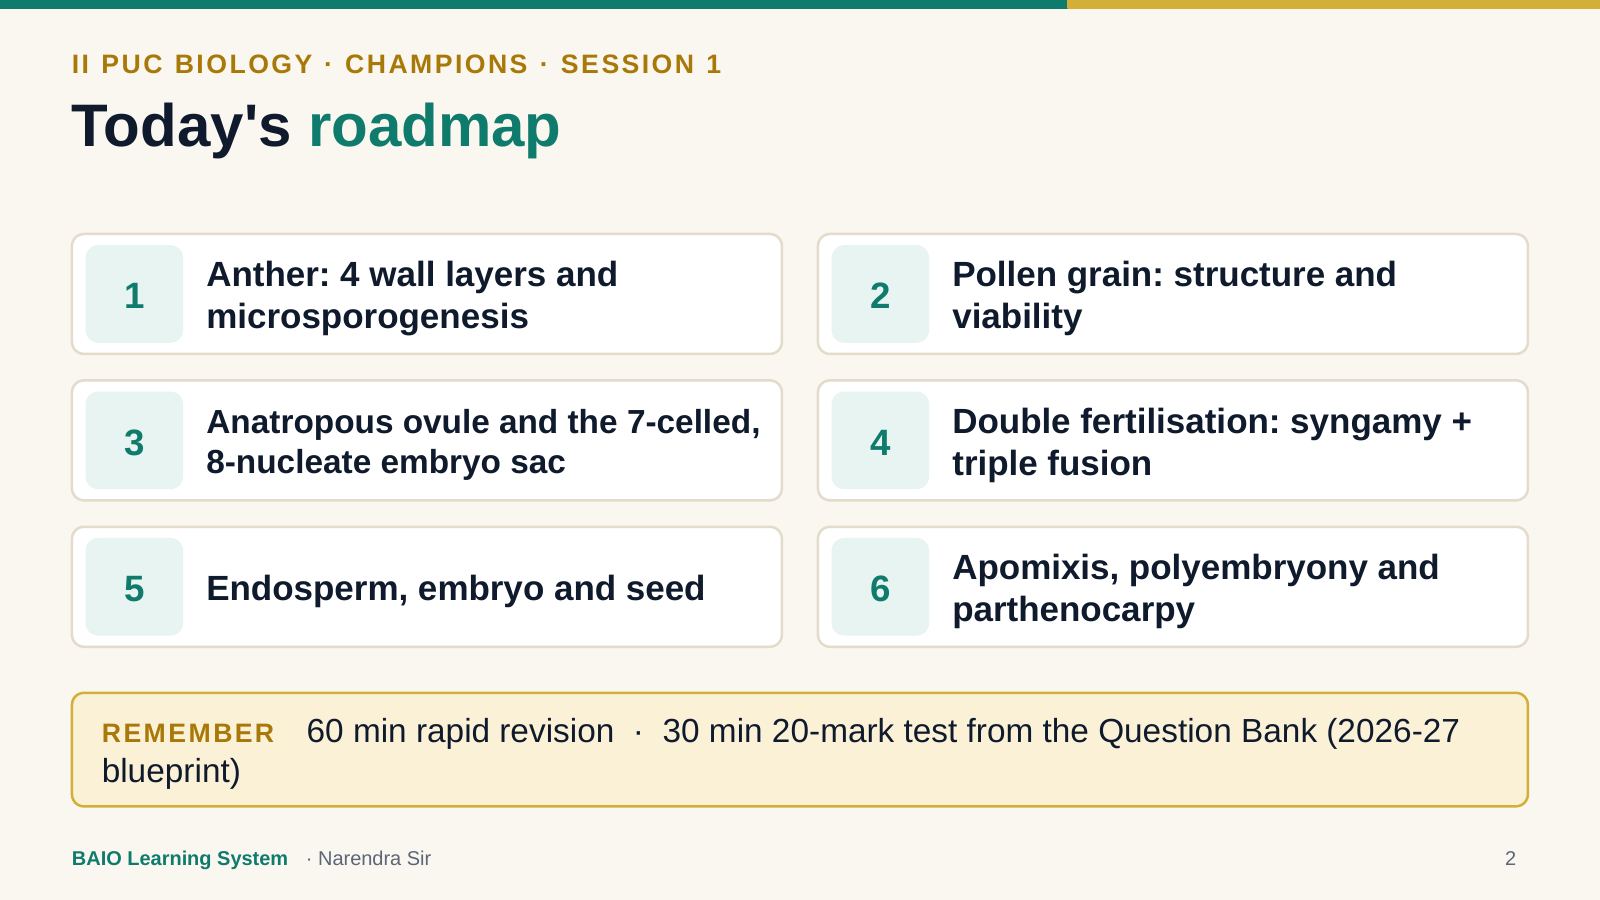 II PUC BIOLOGY · CHAMPIONS · SESSION 1
Today's roadmap
1
Anther: 4 wall layers and
microsporogenesis
2
Pollen grain: structure and
viability
3
Anatropous ovule and the 7-celled,
8-nucleate embryo sac
4
Double fertilisation: syngamy +
triple fusion
5
Endosperm, embryo and seed
6
Apomixis, polyembryony and
parthenocarpy
REMEMBER 60 min rapid revision · 30 min 20-mark test from the Question Bank (2026-27
blueprint)
BAIO Learning System · Narendra Sir
2